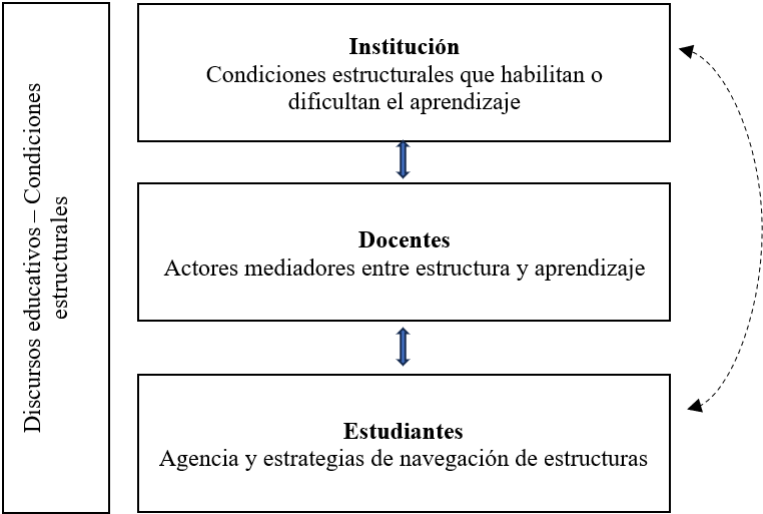 Discursos educativos – Condiciones
estructurales
Institución
Condiciones estructurales que habilitan o
dificultan el aprendizaje
Docentes
Actores mediadores entre estructura y aprendizaje
Estudiantes
Agencia y estrategias de navegación de estructuras